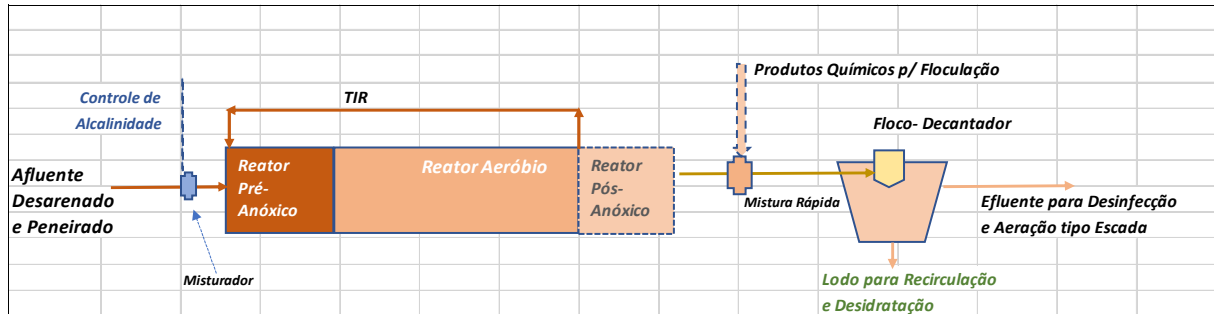 Produtos Químicos p/ Floculação
Controle de
Alcalinidade
TIR
Floco- Decantador
Afluente
Desarenado
e Peneirado
Reator
Pré-
Anóxico
Reator Aeróbio
Reator
Pós-
Anóxico
Mistura Rápida
Efluente para Desinfecção
e Aeração tipo Escada
Misturador
Lodo para Recirculação
e Desidratação